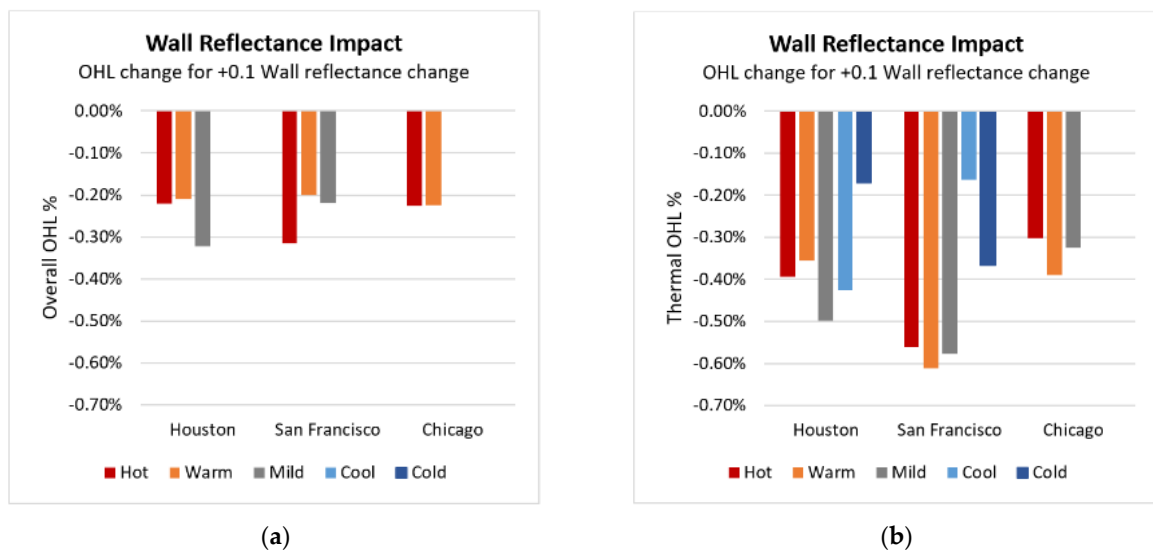 Wall Reflectance Impact
OHL change for +0.1 Wall reflectance change
Overall OHL %
0.00%
-0.10%
-0.20%
-0.30%
-0.40%
-0.50%
-0.60%
-0.70%
Houston San Francisco Chicago
Hot Warm Mild Cool Cold
(a)
Wall Reflectance Impact
OHL change for +0.1 Wall reflectance change
Thermal OHL %
0.00%
-0.10%
-0.20%
-0.30%
-0.40%
-0.50%
-0.60%
-0.70%
Houston San Francisco Chicago
Hot Warm Mild Cool Cold
(b)